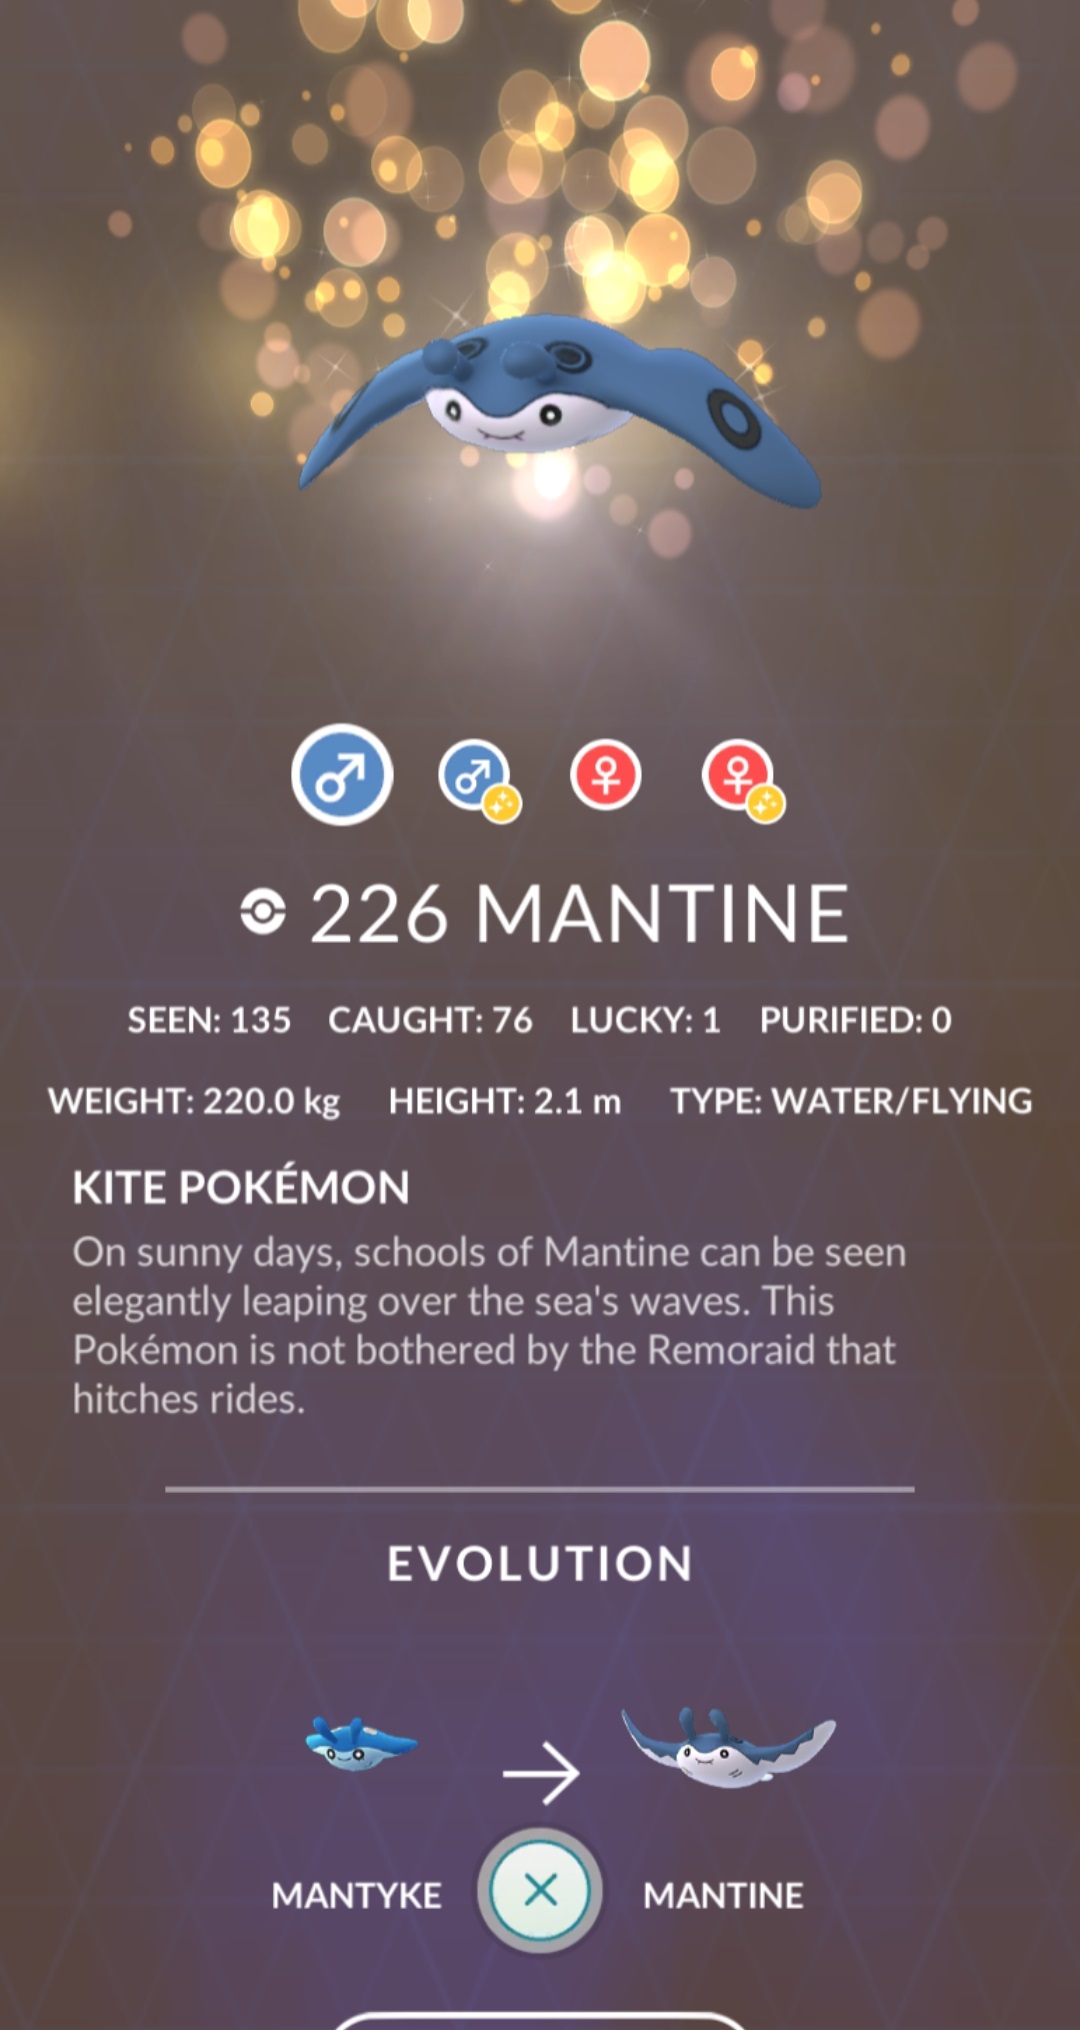 226 MANTINE
SEEN: 135 CAUGHT: 76 LUCKY: 1 PURIFIED: 0
WEIGHT: 220.0 kg HEIGHT: 2.1 m TYPE: WATER/FLYING
KITE POKÉMON
On sunny days, schools of Mantine can be seen
elegantly leaping over the sea's waves. This
Pokémon is not bothered by the Remoraid that
hitches rides.
EVOLUTION
MANTYKE MANTINE